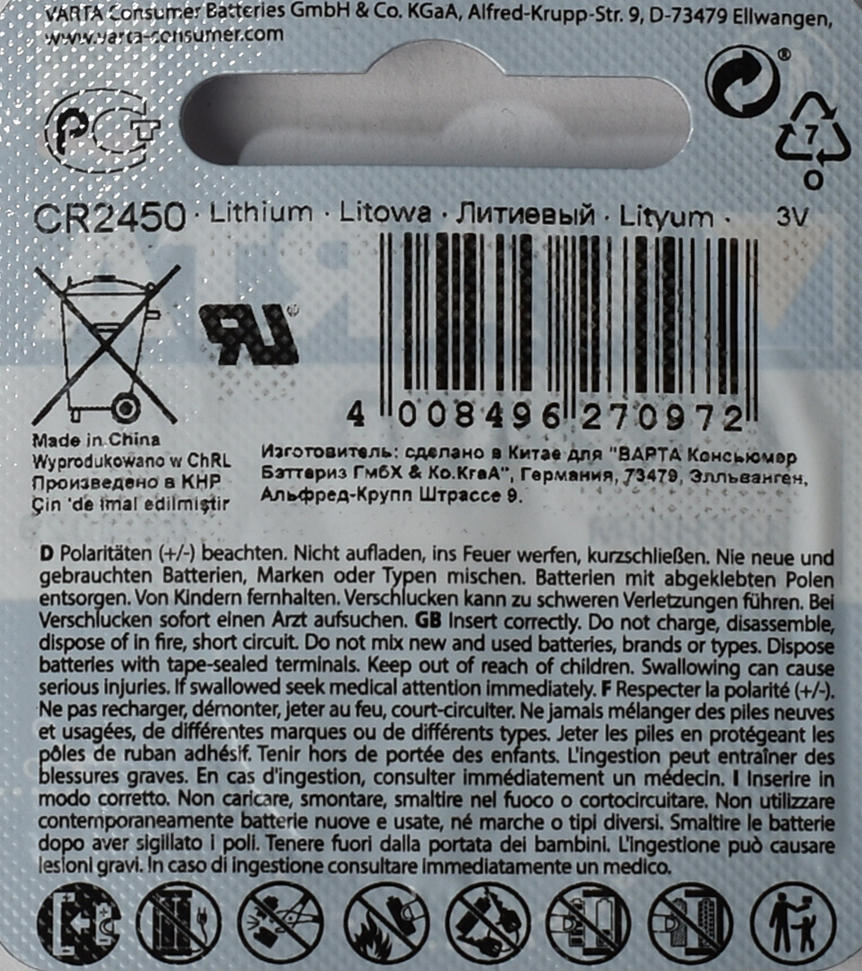 VARTA Consumer Batteries GmbH & Co. KGaA, Alfred-Krupp-Str. 9, D-73479 Ellwangen,
www.varta-consumer.com
7
O
CR2450 · Lithium · Litowa · Литиевый · Lityum · 3V
4 008496 270972
Made in China
Wyprodukowano w ChRL
Произведено в КНР
Çin 'de imal edilmiştir
Изготовитель: сделано в Китае для "ВАРТА Консьюмер
Бэттериз ГмбХ & Ко.КгаА", Германия, 73479, Элльванген,
Альфред-Крупп Штрассе 9.
D Polaritäten (+/-) beachten. Nicht aufladen, ins Feuer werfen, kurzschließen. Nie neue und
gebrauchten Batterien, Marken oder Typen mischen. Batterien mit abgeklebten Polen
entsorgen. Von Kindern fernhalten. Verschlucken kann zu schweren Verletzungen führen. Bei
Verschlucken sofort einen Arzt aufsuchen. GB Insert correctly. Do not charge, disassemble,
dispose of in fire, short circuit. Do not mix new and used batteries, brands or types. Dispose
batteries with tape-sealed terminals. Keep out of reach of children. Swallowing can cause
serious injuries. If swallowed seek medical attention immediately. F Respecter la polarité (+/-).
Ne pas recharger, démonter, jeter au feu, court-circuiter. Ne jamais mélanger des piles neuves
et usagées, de différentes marques ou de différents types. Jeter les piles en protégeant les
pôles de ruban adhésif. Tenir hors de portée des enfants. L'ingestion peut entraîner des
blessures graves. En cas d'ingestion, consulter immédiatement un médecin. I Inserire in
modo corretto. Non caricare, smontare, smaltire nel fuoco o cortocircuitare. Non utilizzare
contemporaneamente batterie nuove e usate, né marche o tipi diversi. Smaltire le batterie
dopo aver sigillato i poli. Tenere fuori dalla portata dei bambini. L'ingestione può causare
lesioni gravi. In caso di ingestione consultare immediatamente un medico.